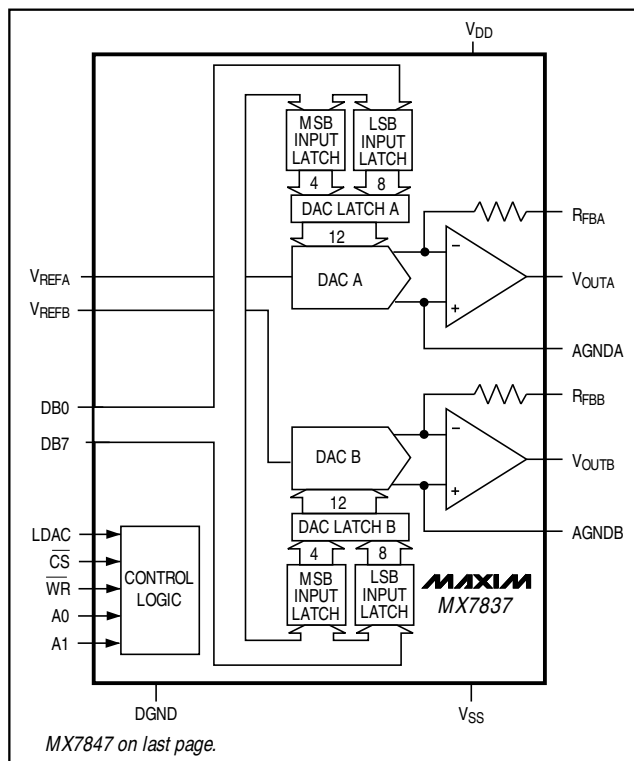 VDD
MSB
INPUT
LATCH
LSB
INPUT
LATCH
4
8
DAC LATCH A
12
DAC A
RFBA
−
+
VOUTA
AGNDA
VREFA
VREFB
DB0
DB7
RFBB
DAC B
−
+
VOUTB
AGNDB
12
DAC LATCH B
4
8
MSB
INPUT
LATCH
LSB
INPUT
LATCH
LDAC
CS
WR
A0
A1
CONTROL
LOGIC
MAXIM
MX7837
DGND
VSS
MX7847 on last page.